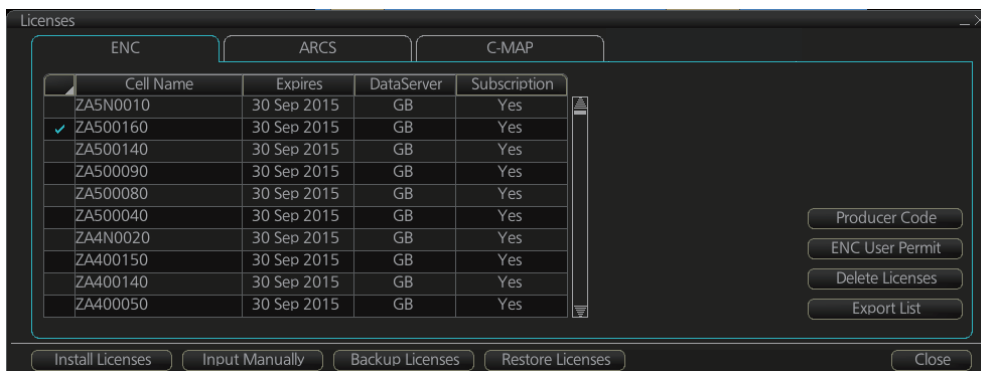 Licenses
ENC ARCS C-MAP
Cell Name Expires DataServer Subscription
ZA5N0010 30 Sep 2015 GB Yes
ZA500160 30 Sep 2015 GB Yes
ZA500140 30 Sep 2015 GB Yes
ZA500090 30 Sep 2015 GB Yes
ZA500080 30 Sep 2015 GB Yes
ZA500040 30 Sep 2015 GB Yes
Producer Code
ZA4N0020 30 Sep 2015 GB Yes
ENC User Permit
ZA400150 30 Sep 2015 GB Yes
ZA400140 30 Sep 2015 GB Yes
Delete Licenses
ZA400050 30 Sep 2015 GB Yes
Export List
Install Licenses Input Manually Backup Licenses Restore Licenses Close